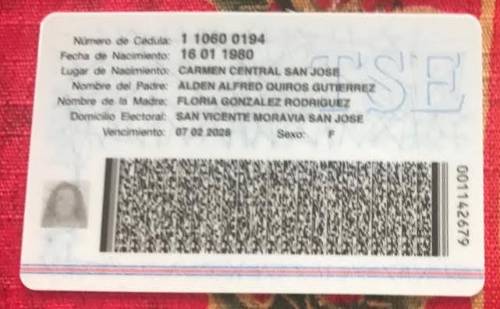 Número de Cédula: 1 1060 0194
Fecha de Nacimiento: 16 01 1980
Lugar de Nacimiento: CARMEN CENTRAL SAN JOSE
Nombre del Padre: ALDEN ALFREDO QUIROS GUTIERREZ
Nombre de la Madre: FLORIA GONZALEZ RODRIGUEZ
Domicilio Electoral: SAN VICENTE MORAVIA SAN JOSE
Vencimiento: 07 02 2028 Sexo: F
TSE
001142679